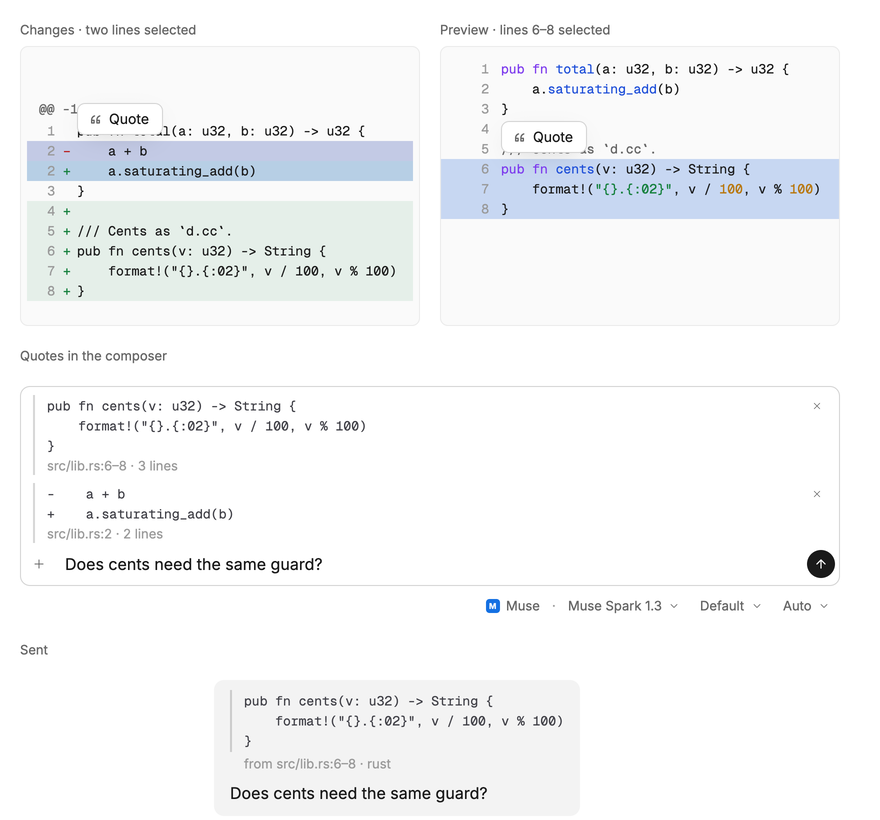 Changes · two lines selected
@@ -1
Quote
1 pub fn total(a: u32, b: u32) -> u32 {
2 -     a + b
2 +     a.saturating_add(b)
3   }
4 +
5 + /// Cents as `d.cc`.
6 + pub fn cents(v: u32) -> String {
7 +     format!("{}.{:02}", v / 100, v % 100)
8 + }
Preview · lines 6–8 selected
1 pub fn total(a: u32, b: u32) -> u32 {
2     a.saturating_add(b)
3 }
4
Quote
5 /// Cents as `d.cc`.
6 pub fn cents(v: u32) -> String {
7     format!("{}.{:02}", v / 100, v % 100)
8 }
Quotes in the composer
pub fn cents(v: u32) -> String {
    format!("{}.{:02}", v / 100, v % 100)
}
src/lib.rs:6–8 · 3 lines
-    a + b
+    a.saturating_add(b)
src/lib.rs:2 · 2 lines
Does cents need the same guard?
M Muse · Muse Spark 1.3 Default Auto
Sent
pub fn cents(v: u32) -> String {
    format!("{}.{:02}", v / 100, v % 100)
}
from src/lib.rs:6–8 · rust
Does cents need the same guard?